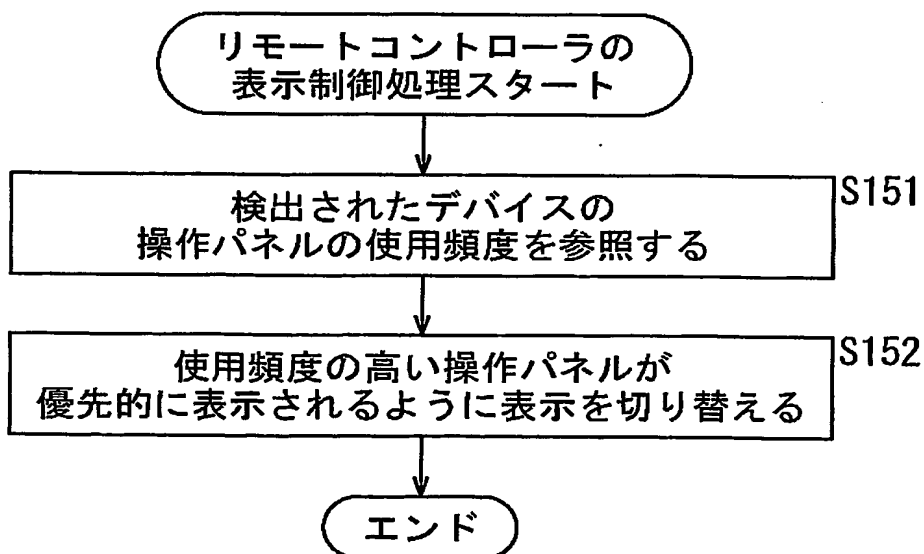 リモートコントローラの
表示制御処理スタート
S151
検出されたデバイスの
操作パネルの使用頻度を参照する
S152
使用頻度の高い操作パネルが
優先的に表示されるように表示を切り替える
エンド